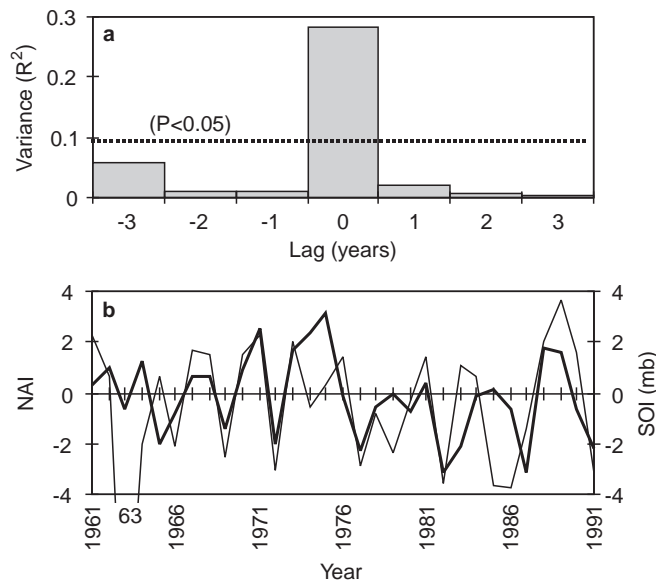 a
0.3
0.2
0.1
0
Variance (R²)
(P<0.05)
-3 -2 -1 0 1 2 3
Lag (years)
b
4 4
2 2
0 0
-2 -2
-4 -4
NAI
SOI (mb)
63
1961 1966 1971 1976 1981 1986 1991
Year